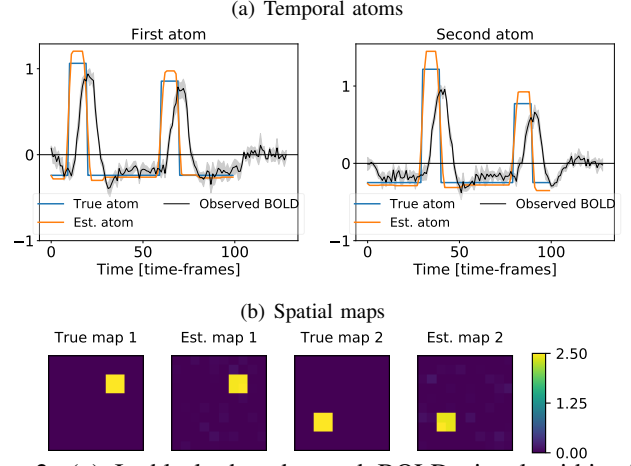 (a) Temporal atoms
First atom
Second atom
1
0
−1
True atom
Est. atom
Observed BOLD
0
50
100
Time [time-frames]
1
0
−1
True atom
Est. atom
Observed BOLD
0
50
100
Time [time-frames]
(b) Spatial maps
True map 1
Est. map 1
True map 2
Est. map 2
2.50
1.25
0.00